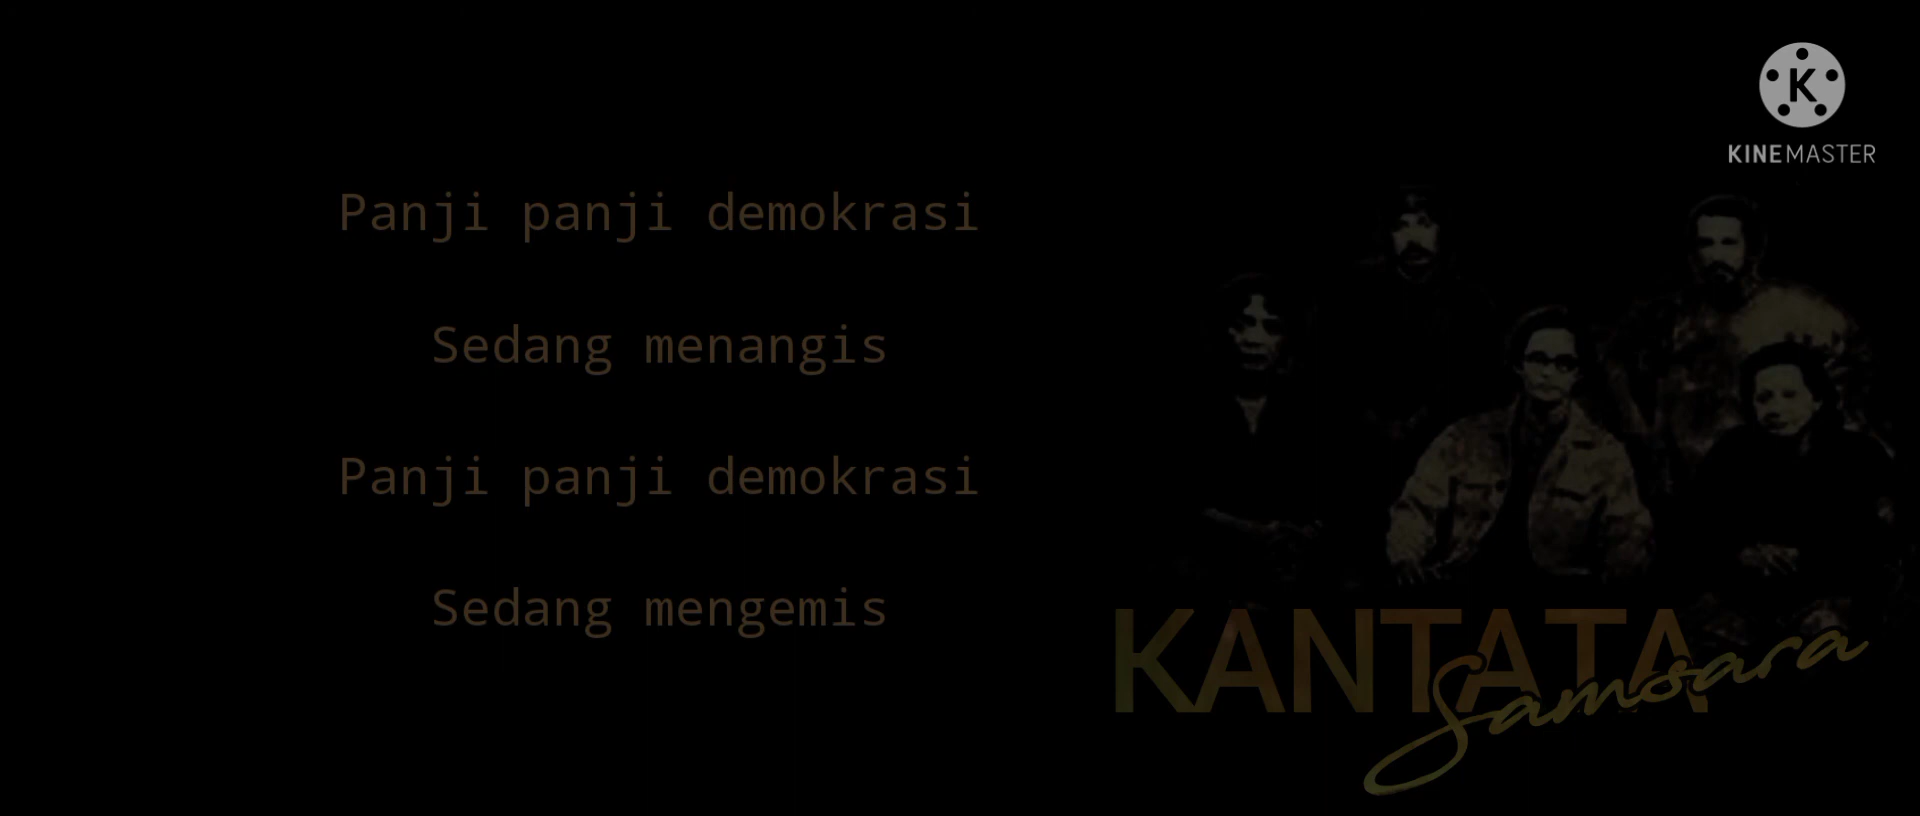 KINEMASTER
Panji panji demokrasi
Sedang menangis
Panji panji demokrasi
Sedang mengemis
KANTATA
Samsara